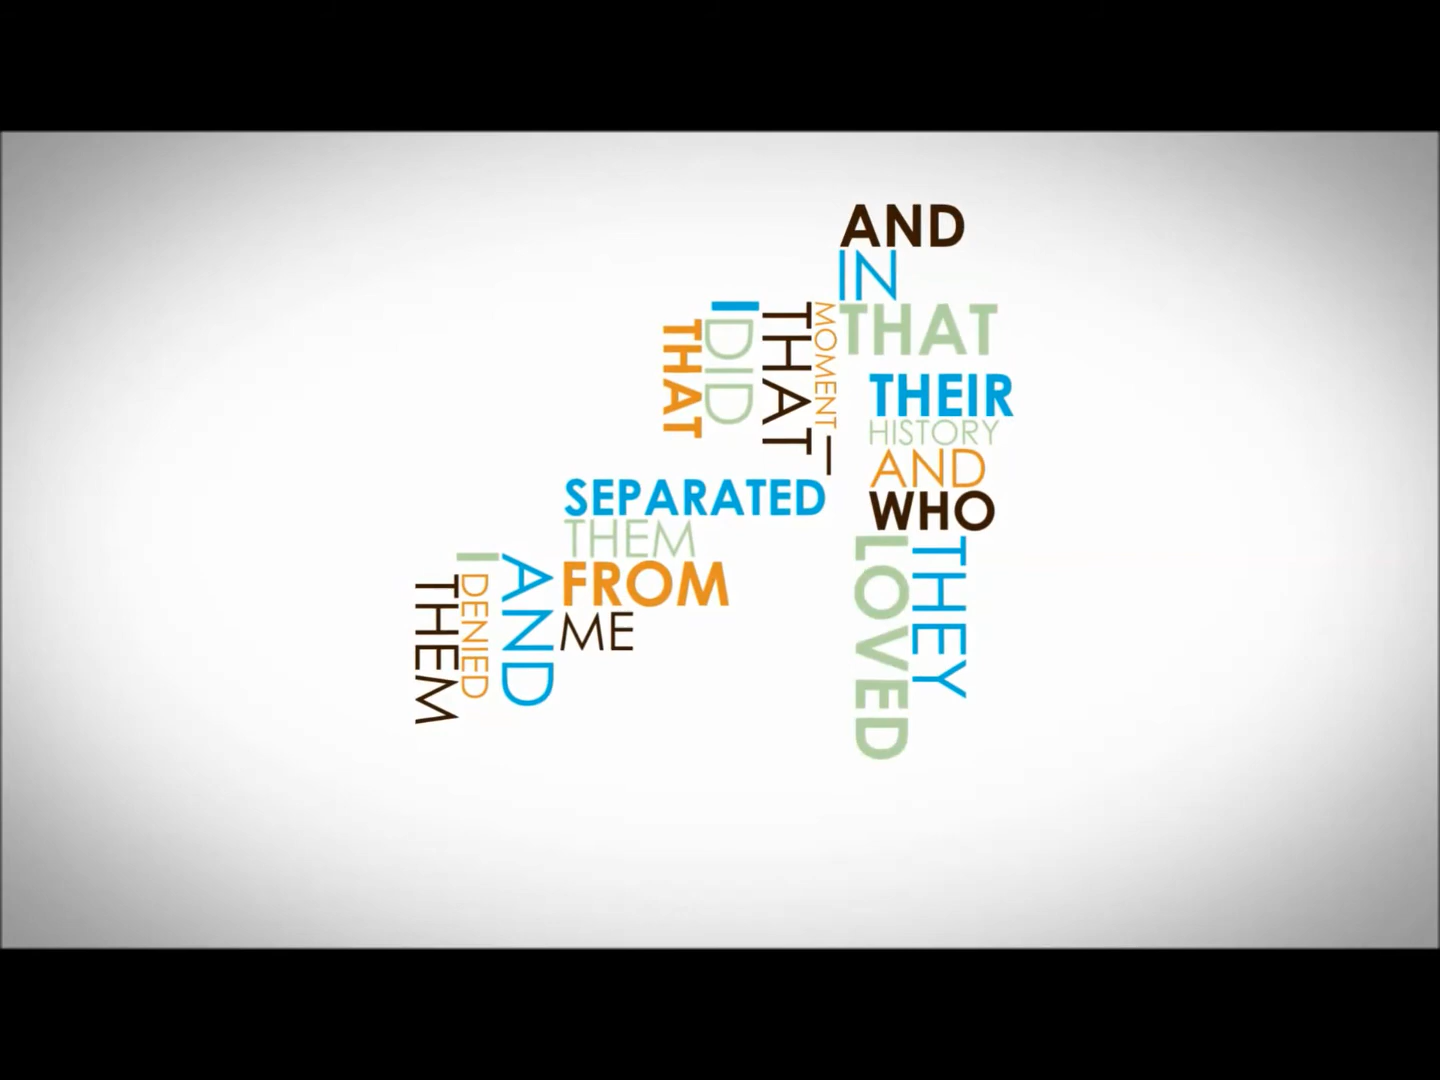 AND
IN
THAT
MOMENT
THAT
I
DID
THAT
I
SEPARATED
THEM
FROM
ME
AND
I
DENIED
THEM
THEIR
HISTORY
AND
WHO
THEY
LOVED